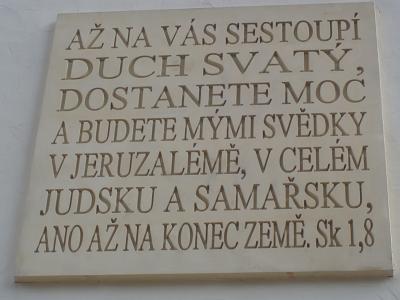 AŽ NA VÁS SESTOUPÍ
DUCH SVATÝ,
DOSTANETE MOC
A BUDETE MÝMI SVĚDKY
V JERUZALÉMĚ, V CELÉM
JUDSKU A SAMAŘSKU,
ANO AŽ NA KONEC ZEMĚ. Sk 1,8